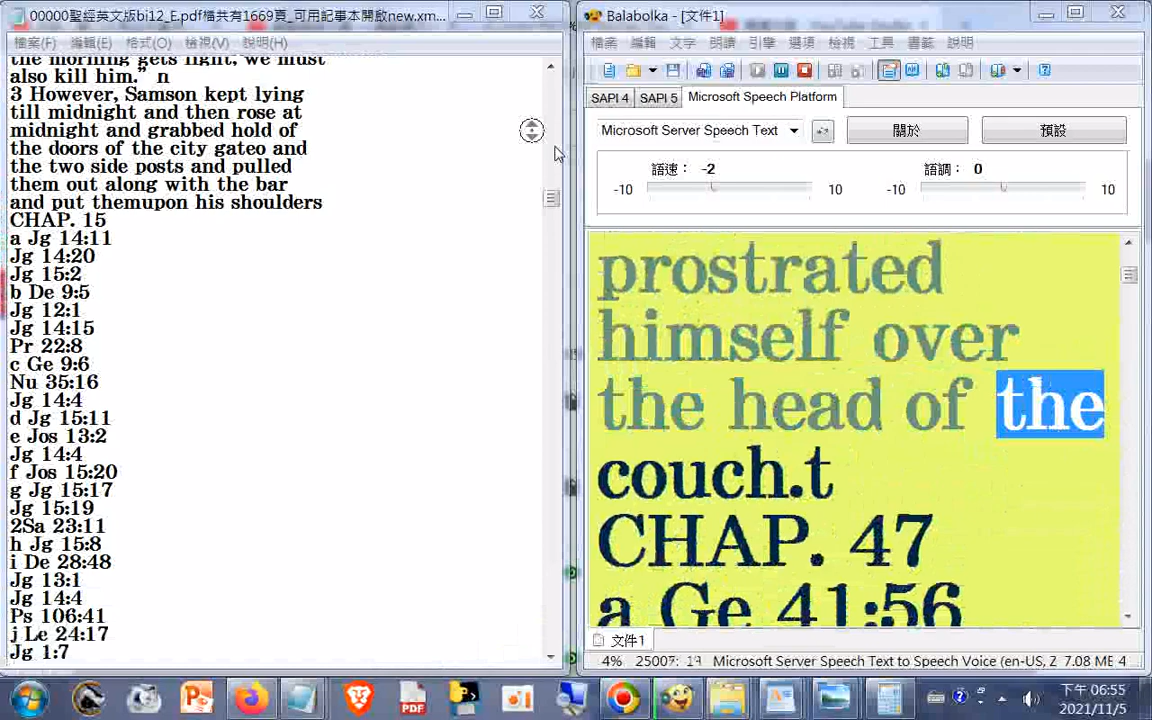 00000聖經英文版bi12_E.pdf檔共有1669頁_可用記事本開啟new.xm...
檔案(F) 編輯(E) 格式(O) 檢視(V) 說明(H)
the morning gets light, we must
also kill him.” n
3 However, Samson kept lying
till midnight and then rose at
midnight and grabbed hold of
the doors of the city gateo and
the two side posts and pulled
them out along with the bar
and put themupon his shoulders
CHAP. 15
a Jg 14:11
Jg 14:20
Jg 15:2
b De 9:5
Jg 12:1
Jg 14:15
Pr 22:8
c Ge 9:6
Nu 35:16
Jg 14:4
d Jg 15:11
e Jos 13:2
Jg 14:4
f Jos 15:20
g Jg 15:17
Jg 15:19
2Sa 23:11
h Jg 15:8
i De 28:48
Jg 13:1
Jg 14:4
Ps 106:41
j Le 24:17
Jg 1:7
Balabolka - [文件1]
檔案 編輯 文字 朗讀 引擎 選項 檢視 工具 書籤 說明
SAPI 4 SAPI 5 Microsoft Speech Platform
Microsoft Server Speech Text 關於 預設
語速： -2 語調： 0
-10 10 -10 10
prostrated
himself over
the head of the
couch.t
CHAP. 47
a Ge 41:56
文件1
4% 25007: 19 Microsoft Server Speech Text to Speech Voice (en-US, Z 7.08 ME 4
PDF
下午 06:55
2021/11/5